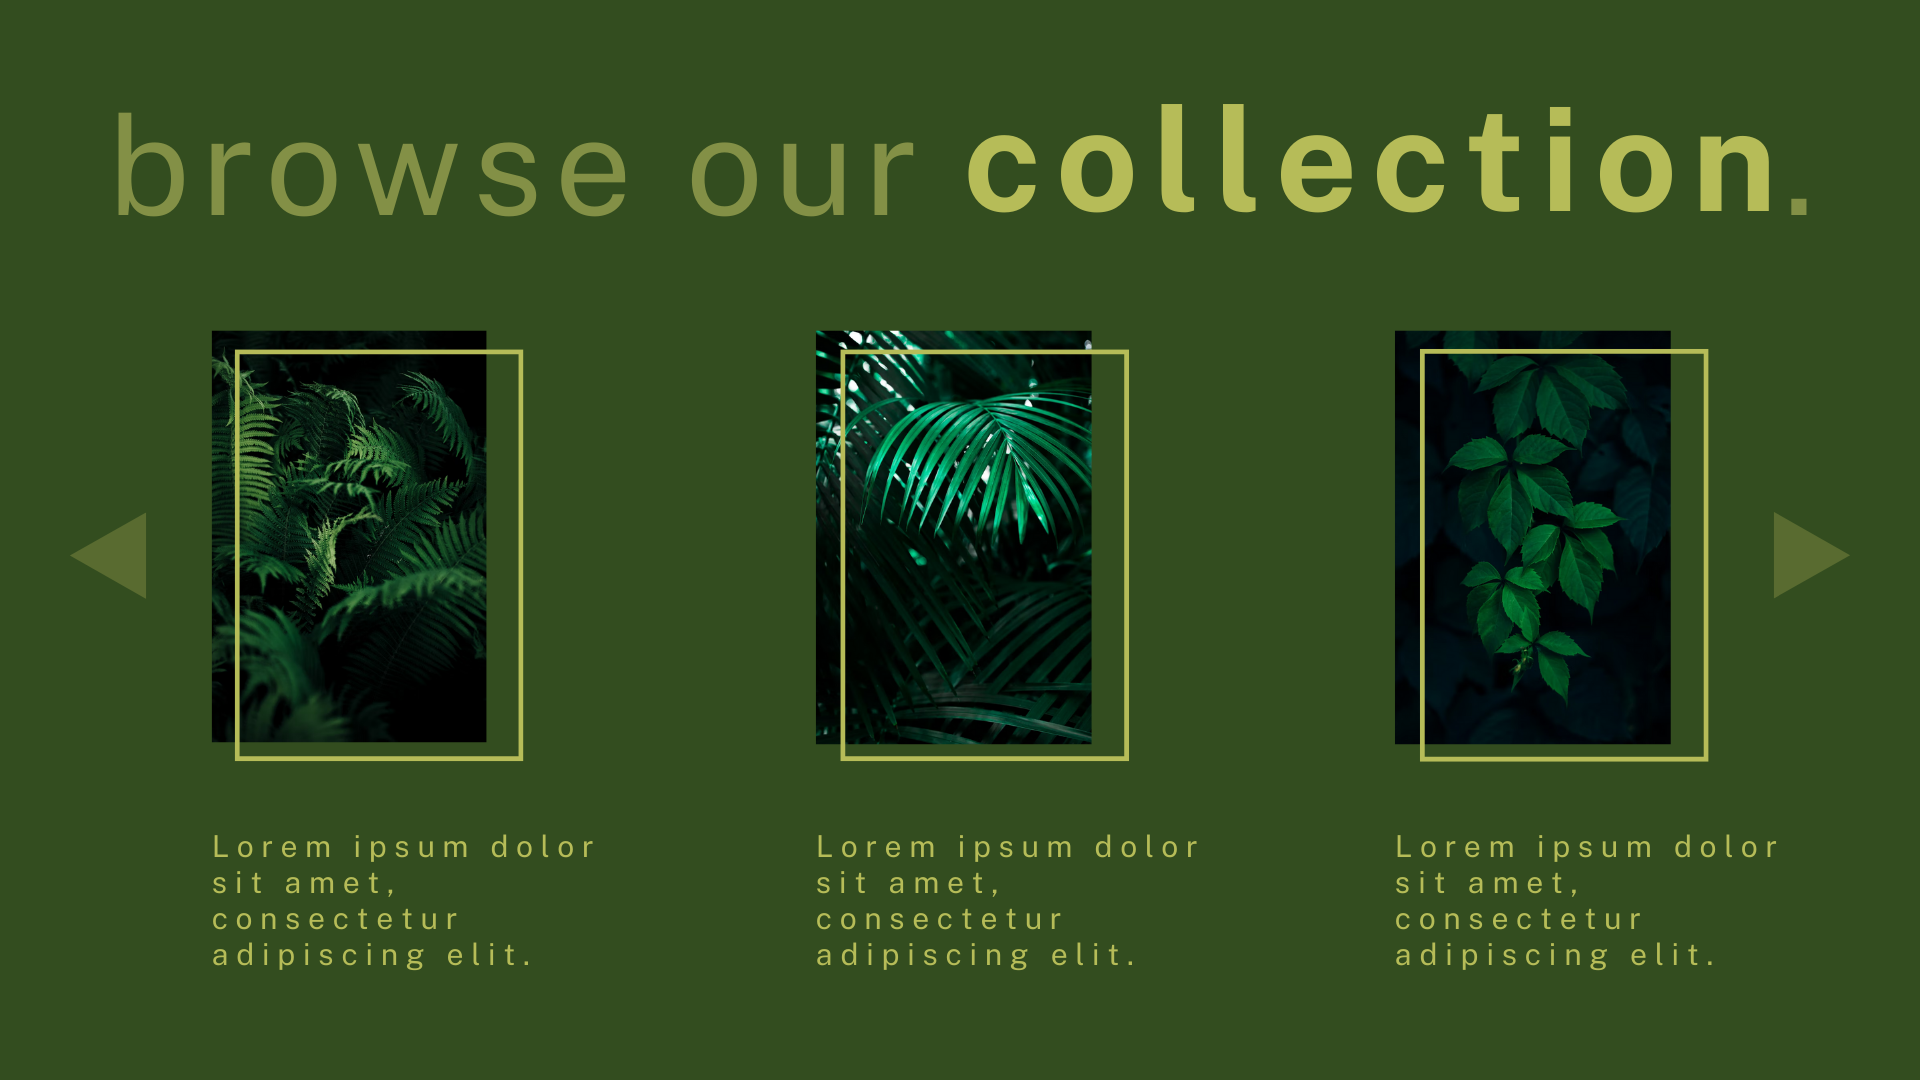 browse our collection.
Lorem ipsum dolor
sit amet,
consectetur
adipiscing elit.
Lorem ipsum dolor
sit amet,
consectetur
adipiscing elit.
Lorem ipsum dolor
sit amet,
consectetur
adipiscing elit.